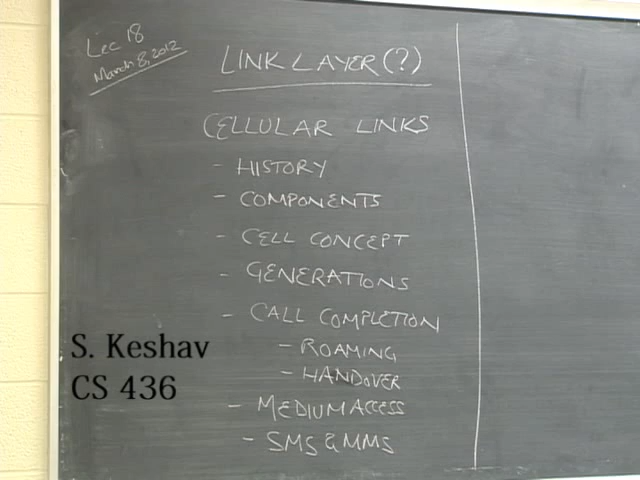 Lec 18
March 8, 2012
LINK LAYER (?)
CELLULAR LINKS
- HISTORY
- COMPONENTS
- CELL CONCEPT
- GENERATIONS
- CALL COMPLETION
- ROAMING
- HANDOVER
- MEDIUM ACCESS
- SMS & MMS
S. Keshav
CS 436